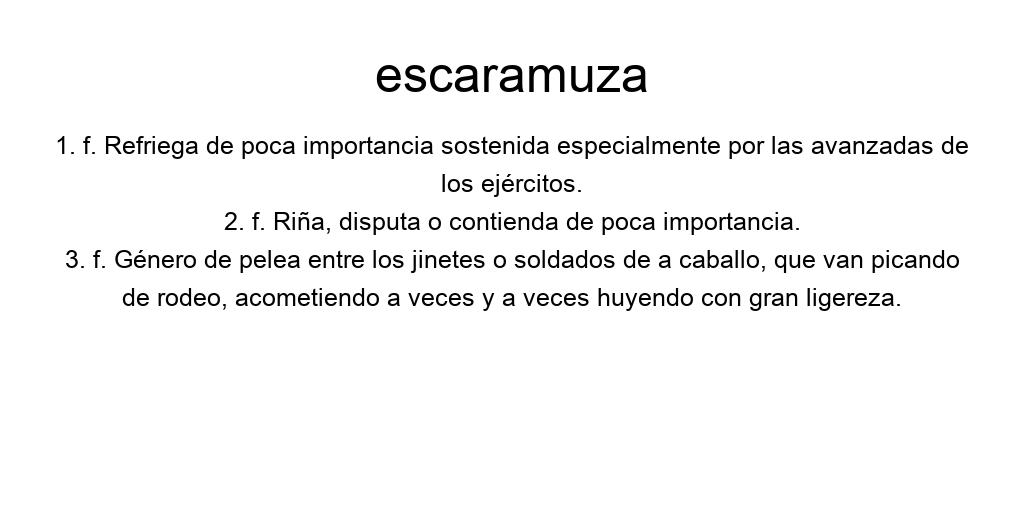 escaramuza
1. f. Refriega de poca importancia sostenida especialmente por las avanzadas de
los ejércitos.
2. f. Riña, disputa o contienda de poca importancia.
3. f. Género de pelea entre los jinetes o soldados de a caballo, que van picando
de rodeo, acometiendo a veces y a veces huyendo con gran ligereza.